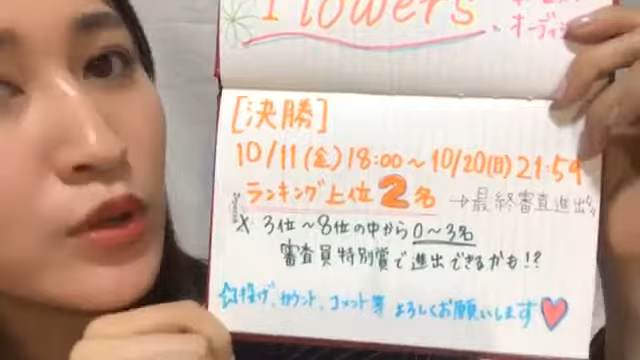 Flowers
オーディ
[決勝]
10/11(金)18:00～10/20(日)21:59
ランキング上位2名 →最終審査進出
※ 3位～8位の中から0～3名
審査員特別賞で進出できるかも!?
☆投げ、カウント、コメント等 よろしくお願いします♥